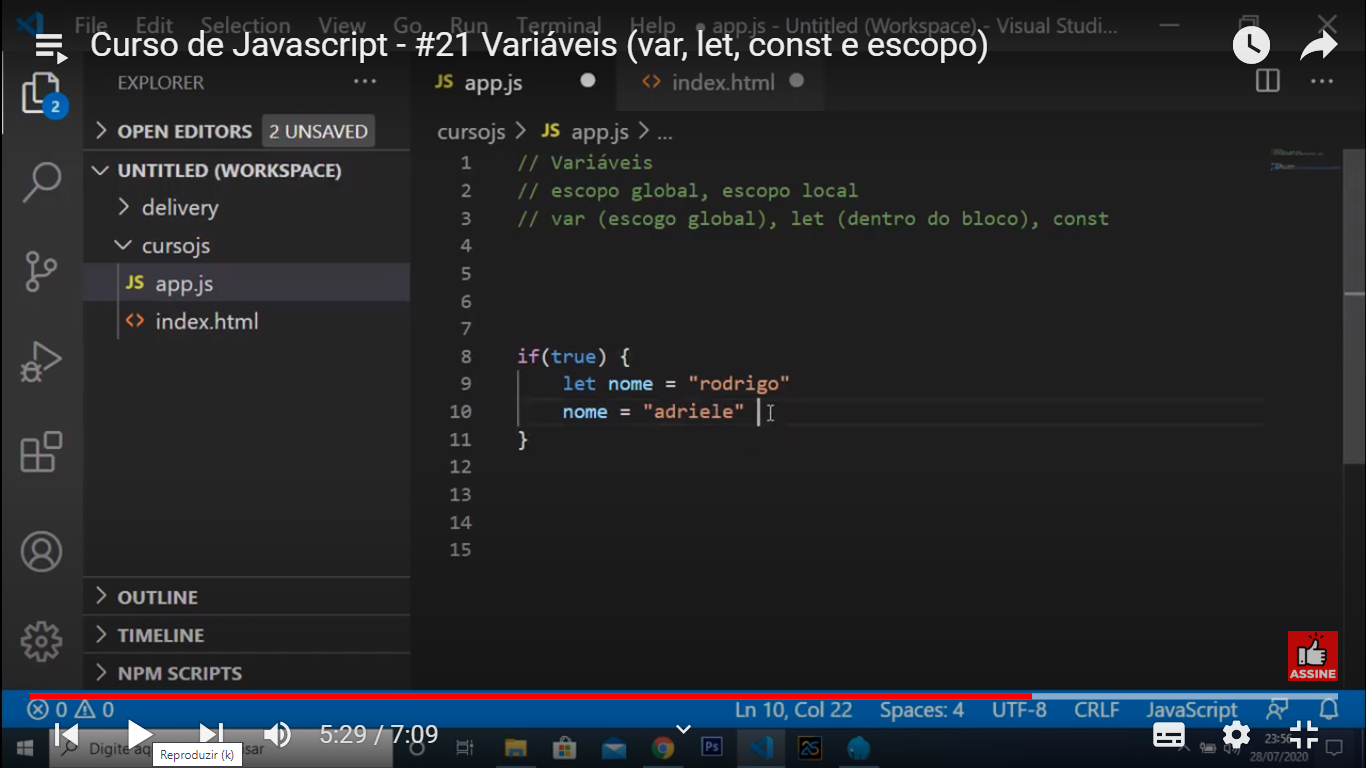 File Edit Selection View Go Run Terminal Help ● app.js - Untitled (Workspace) - Visual Studi...
Curso de Javascript - #21 Variáveis (var, let, const e escopo)
EXPLORER
JS app.js
<> index.html
2
OPEN EDITORS 2 UNSAVED
cursojs > JS app.js > ...
UNTITLED (WORKSPACE)
delivery
cursojs
JS app.js
<> index.html
1 // Variáveis
2 // escopo global, escopo local
3 // var (escogo global), let (dentro do bloco), const
4
5
6
7
8 if(true) {
9 let nome = "rodrigo"
10 nome = "adriele"
11 }
12
13
14
15
OUTLINE
TIMELINE
NPM SCRIPTS
ASSINE
0 0
Ln 10, Col 22 Spaces: 4 UTF-8 CRLF JavaScript
5:29 / 7:09
Reproduzir (k)
Digite
Ps
28/07/2020